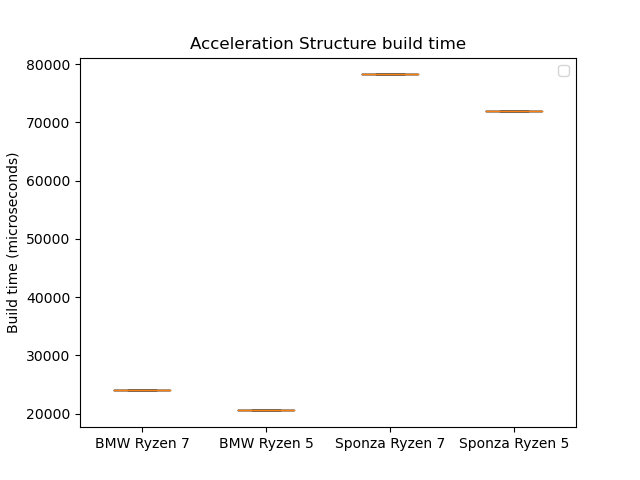 Acceleration Structure build time
80000
70000
60000
50000
40000
30000
20000
Build time (microseconds)
BMW Ryzen 7
BMW Ryzen 5
Sponza Ryzen 7
Sponza Ryzen 5